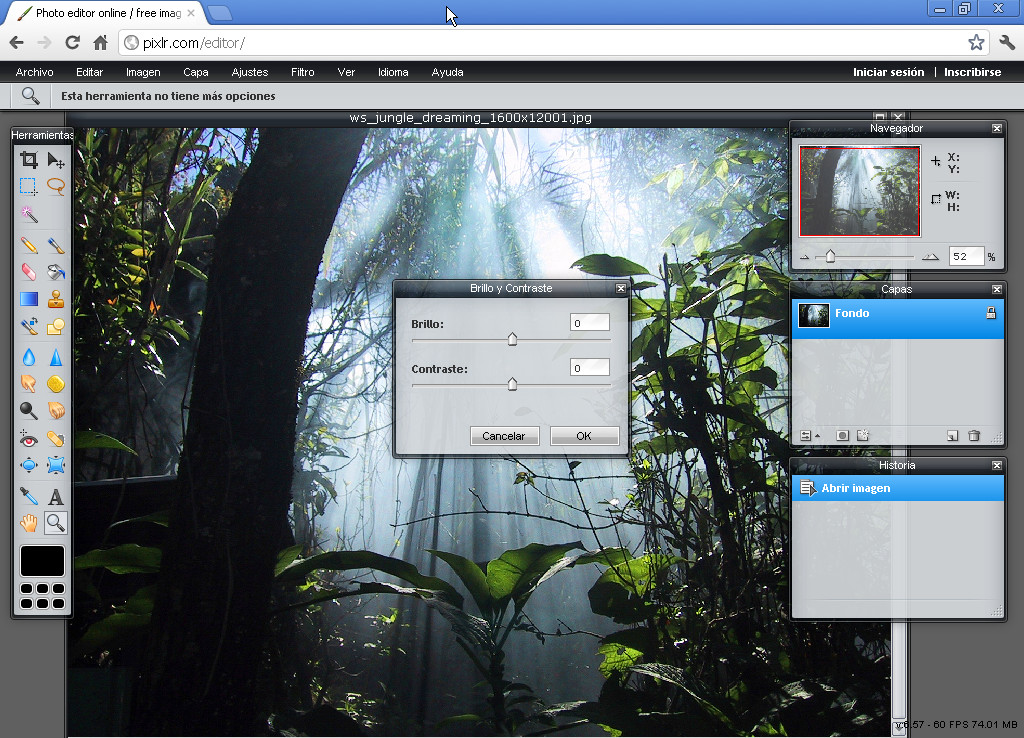 Photo editor online / free imag
pixlr.com/editor/
Archivo Editar Imagen Capa Ajustes Filtro Ver Idioma Ayuda Iniciar sesión | Inscribirse
Esta herramienta no tiene más opciones
ws_jungle_dreaming_1600x12001.jpg
Herramientas
Navegador
X:
Y:
W:
H:
52 %
Brillo y Contraste
Brillo: 0
Contraste: 0
Cancelar OK
Capas
Fondo
Historia
Abrir imagen
v:6.57 - 60 FPS 74.01 MB